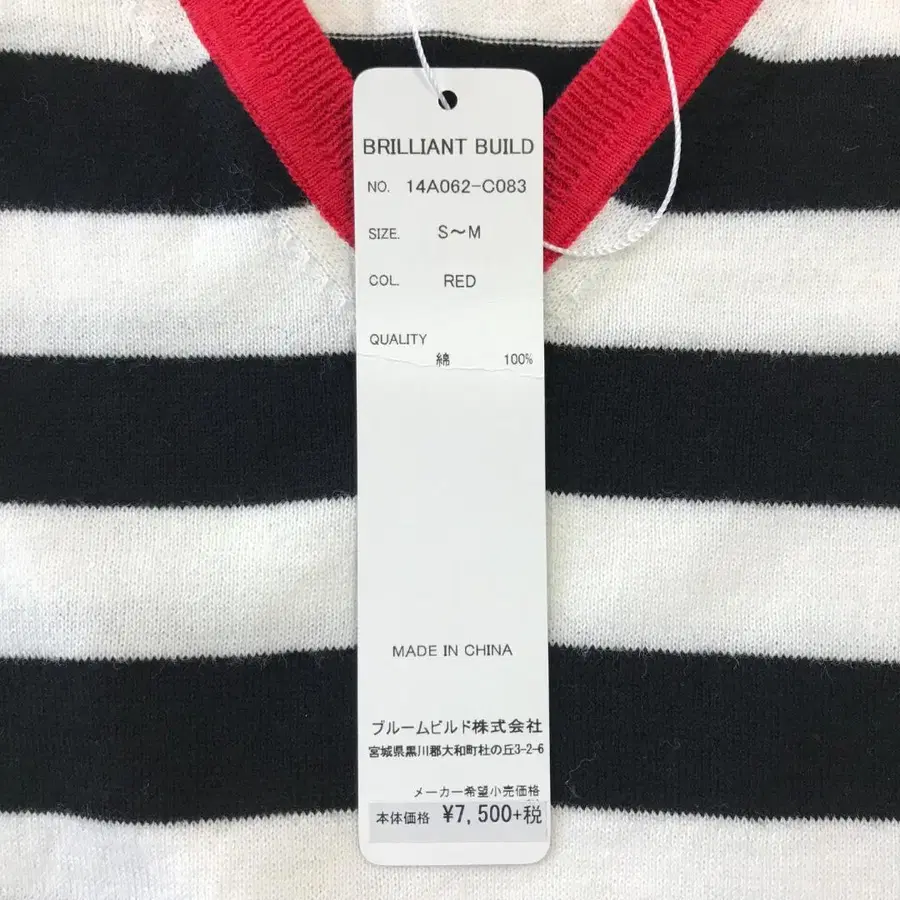 BRILLIANT BUILD
NO. 14A062-C083
SIZE. S～M
COL. RED
QUALITY
綿 100%
MADE IN CHINA
ブルームビルド株式会社
宮城県黒川郡大和町杜の丘3-2-6
メーカー希望小売価格
本体価格 ¥7,500+税